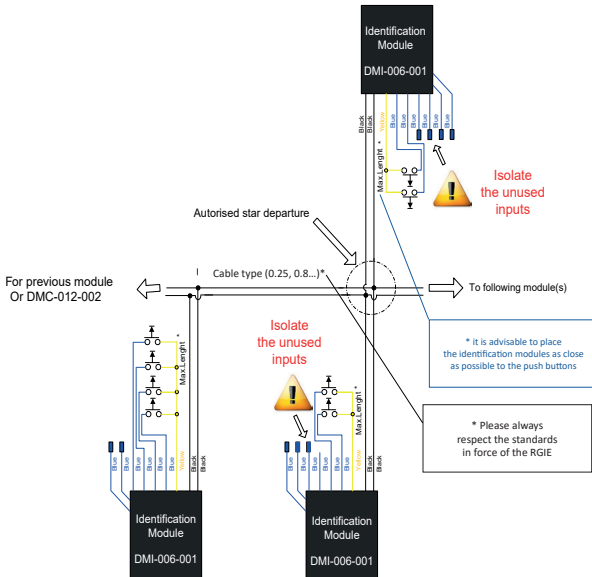 Identification
Module
DMI-006-001
Black
Black
Yellow
Blue
Blue
Blue
Blue
Blue
Blue
Max.Lenght *
Isolate
the unused
inputs
Autorised star departure
Cable type (0.25, 0.8...)*
For previous module
Or DMC-012-002
To following module(s)
* it is advisable to place
the identification modules as close
as possible to the push buttons
Isolate
the unused
inputs
* Please always
respect the standards
in force of the RGIE
Max.Lenght *
Blue
Blue
Blue
Blue
Blue
Blue
Yellow
Black
Black
Identification
Module
DMI-006-001
Max.Lenght *
Blue
Blue
Blue
Blue
Blue
Blue
Yellow
Black
Black
Identification
Module
DMI-006-001